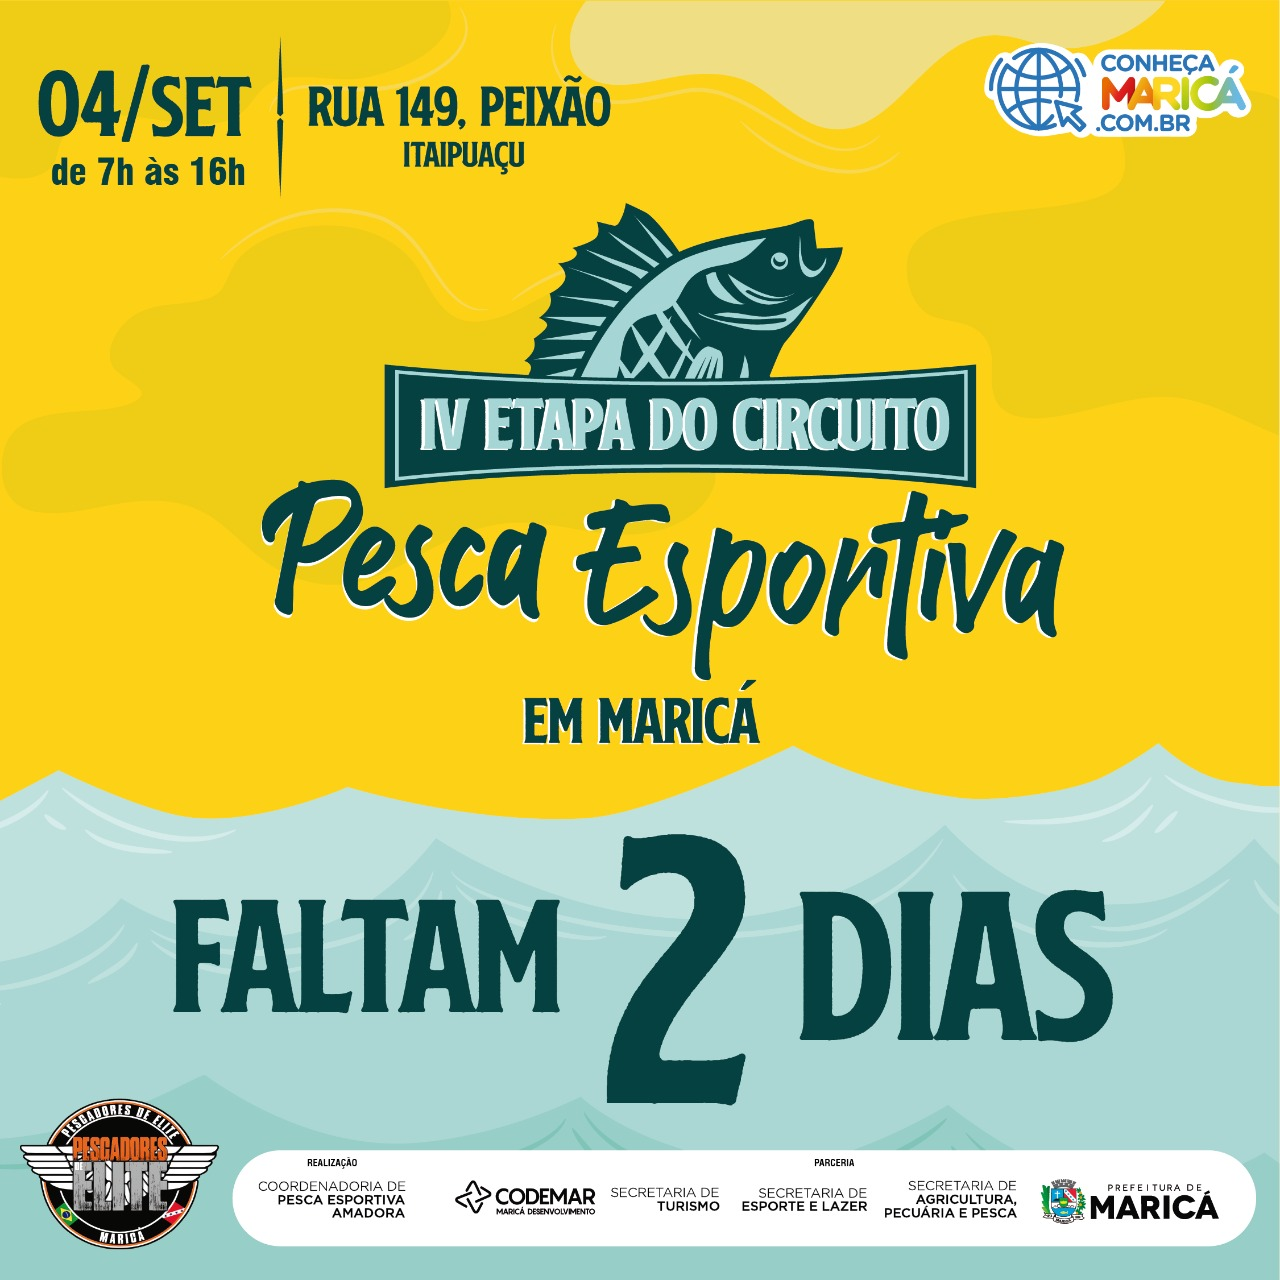 04/SET
de 7h às 16h
RUA 149, PEIXÃO
ITAIPUAÇU
CONHEÇA
MARICÁ
.COM.BR
IV ETAPA DO CIRCUITO
Pesca Esportiva
EM MARICÁ
FALTAM 2 DIAS
PESCADORES DE ELITE
PESCADORES
DE
ELITE
MARICÁ
REALIZAÇÃO
COORDENADORIA DE
PESCA ESPORTIVA
AMADORA
CODEMAR
MARICÁ DESENVOLVIMENTO
PARCERIA
SECRETARIA DE
TURISMO
SECRETARIA DE
ESPORTE E LAZER
SECRETARIA DE
AGRICULTURA,
PECUÁRIA E PESCA
PREFEITURA DE
MARICÁ